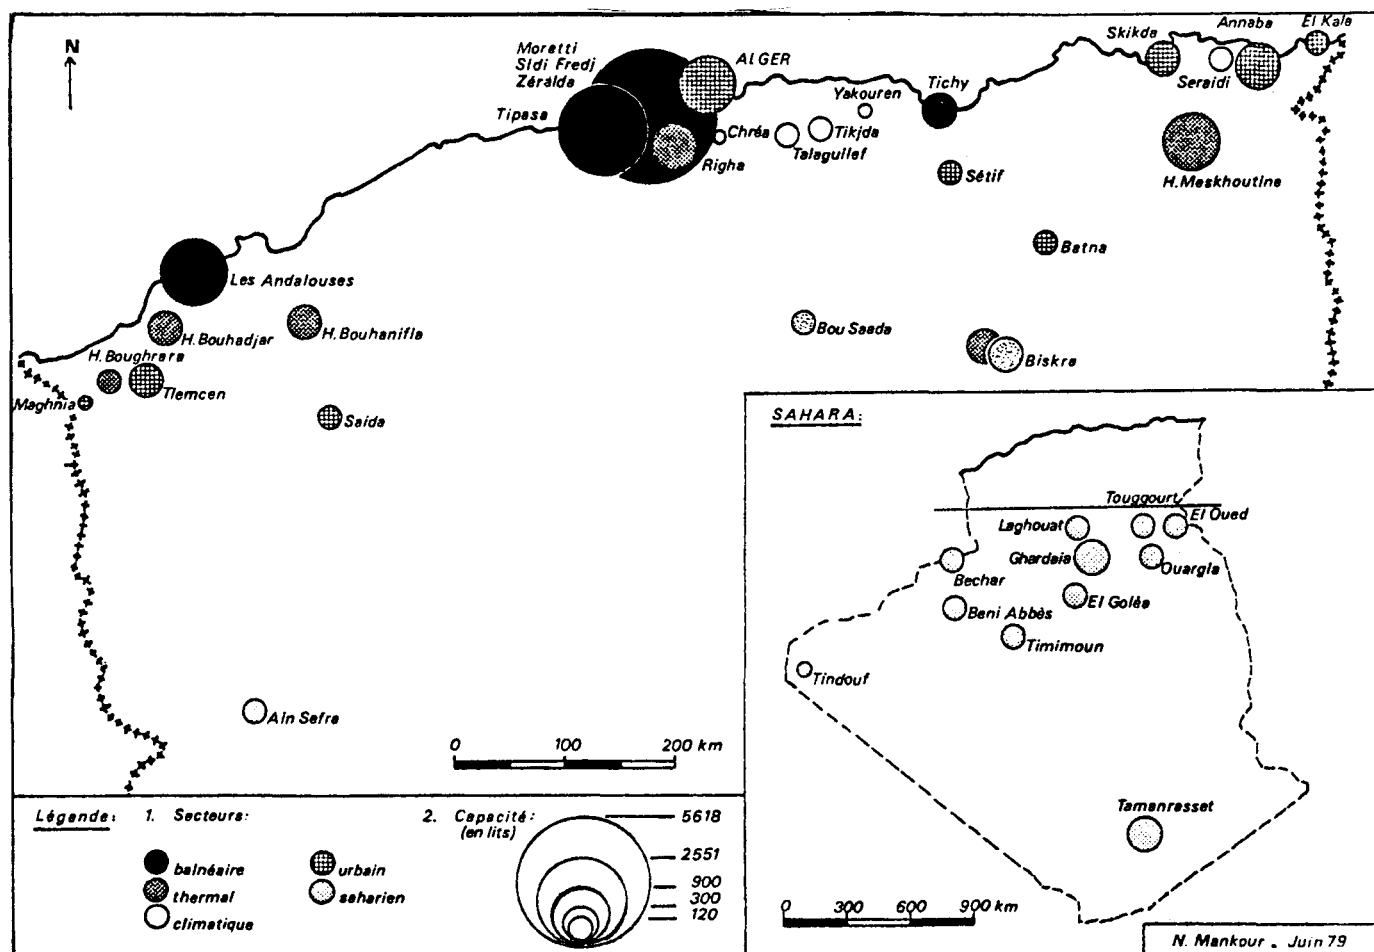 N
Moretti
Sidi Fredj
Zéralda
ALGER
Tipasa
Righa
Chréa
Talaguilef
Tikjda
Yakouren
Tichy
Skikda
Annaba
El Kala
Seraidi
H. Meskhoutine
Sétif
Batna
Les Andalouses
H. Bouhadjar
H. Bouhanifia
H. Boughrara
Maghnia
Tlemcen
Saida
Bou Saada
Biskra
Ain Sefra
0 100 200 km
SAHARA:
Touggourt
Laghouat
El Oued
Ghardaia
Ouargla
Bechar
El Goléa
Beni Abbès
Timimoun
Tindouf
Tamanrasset
0 300 600 900 km
Légende: 1. Secteurs:
balnéaire
thermal
climatique
urbain
saharien
2. Capacité:
(en lits)
5618
2551
900
300
120
N. Mankour . Juin 79